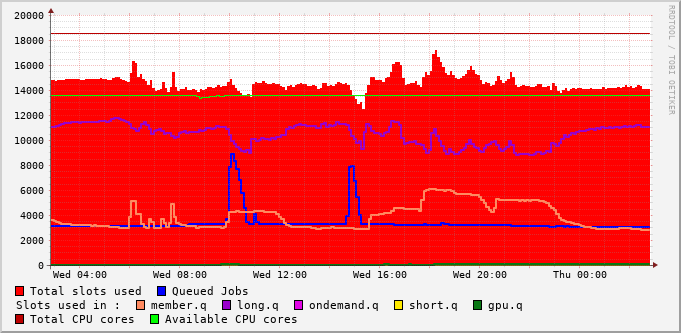 20000
18000
16000
14000
12000
10000
8000
6000
4000
2000
0
Wed 04:00 Wed 08:00 Wed 12:00 Wed 16:00 Wed 20:00 Thu 00:00
RRDTOOL / TOBI OETIKER
Total slots used Queued Jobs
Slots used in : member.q long.q ondemand.q short.q gpu.q
Total CPU cores Available CPU cores